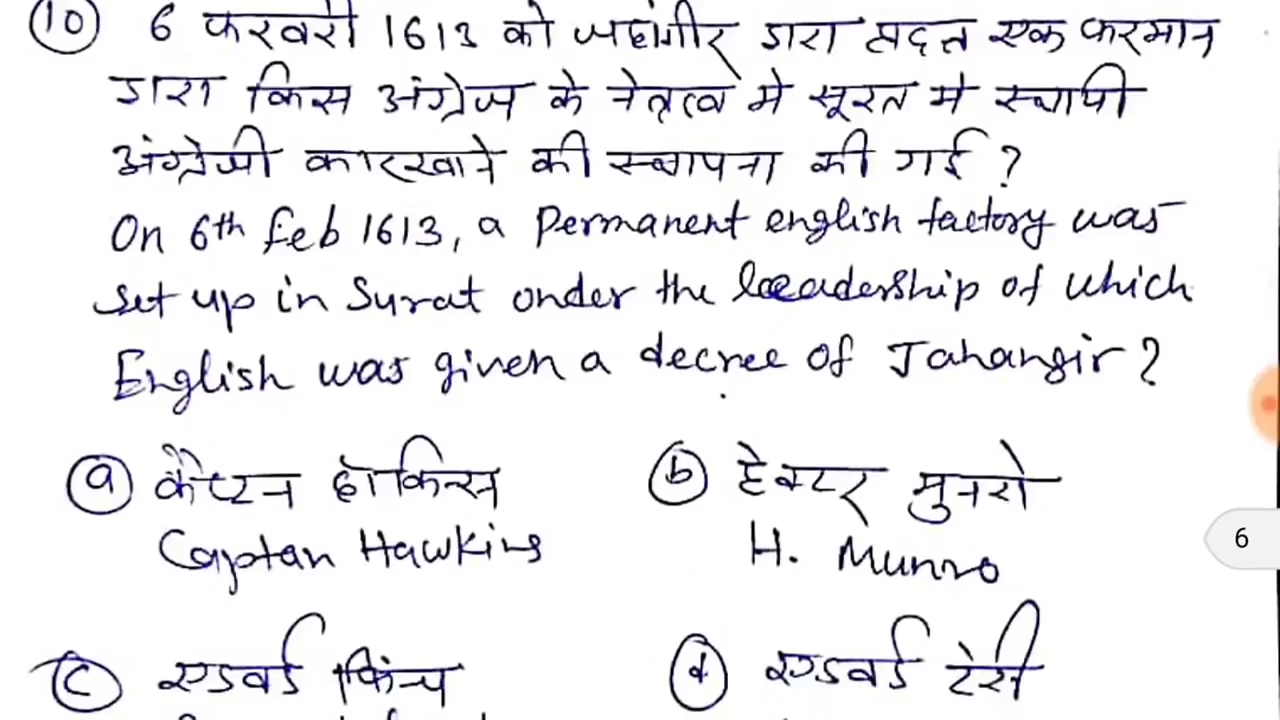 (10) 6 फरवरी 1613 को जहांगीर द्वारा प्रदत्त एक फरमान
द्वारा किस अंग्रेज के नेतृत्व मे सूरत मे स्थायी
अंग्रेजी कारखाने की स्थापना की गई ?
On 6th Feb 1613, a Permanent english factory was
set up in Surat under the leadership of which
English was given a decree of Jahangir ?
(a) कैप्टन हॉकिन्स (b) हेक्टर मुनरो
Captan Hawkins H. Munro
6
(c) एडवर्ड किंन्च (d) एडवर्ड टेरी